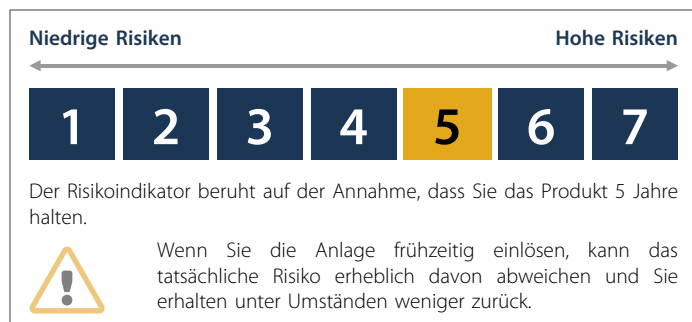 Niedrige Risiken Hohe Risiken
1 2 3 4 5 6 7
Der Risikoindikator beruht auf der Annahme, dass Sie das Produkt 5 Jahre
halten.
Wenn Sie die Anlage frühzeitig einlösen, kann das
tatsächliche Risiko erheblich davon abweichen und Sie
erhalten unter Umständen weniger zurück.